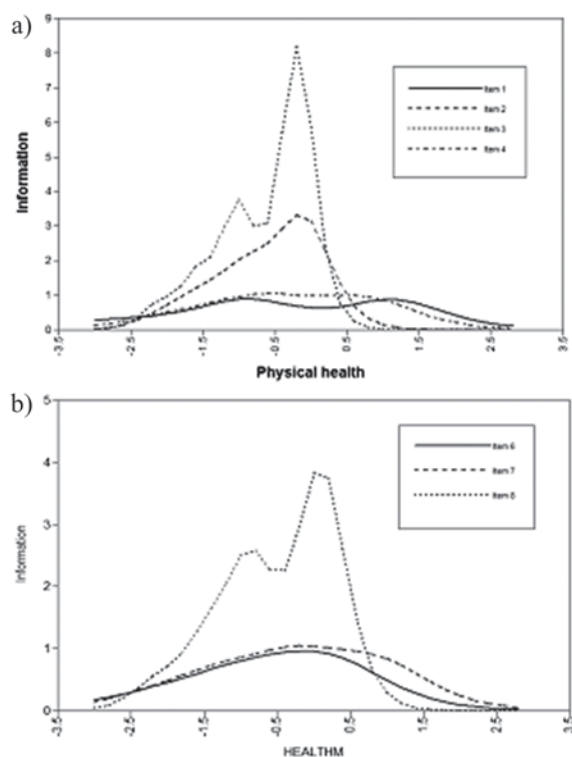 a)
9
8
7
6
5
4
3
2
1
0
Information
Item 1
Item 2
Item 3
Item 4
-3.5 -2.5 -1.5 -0.5 0.5 1.5 2.5 3.5
Physical health
b)
5
4
3
2
1
0
Information
Item 6
Item 7
Item 8
-3.5 -2.5 -1.5 -0.5 0.5 1.5 2.5 3.5
HEALTHM